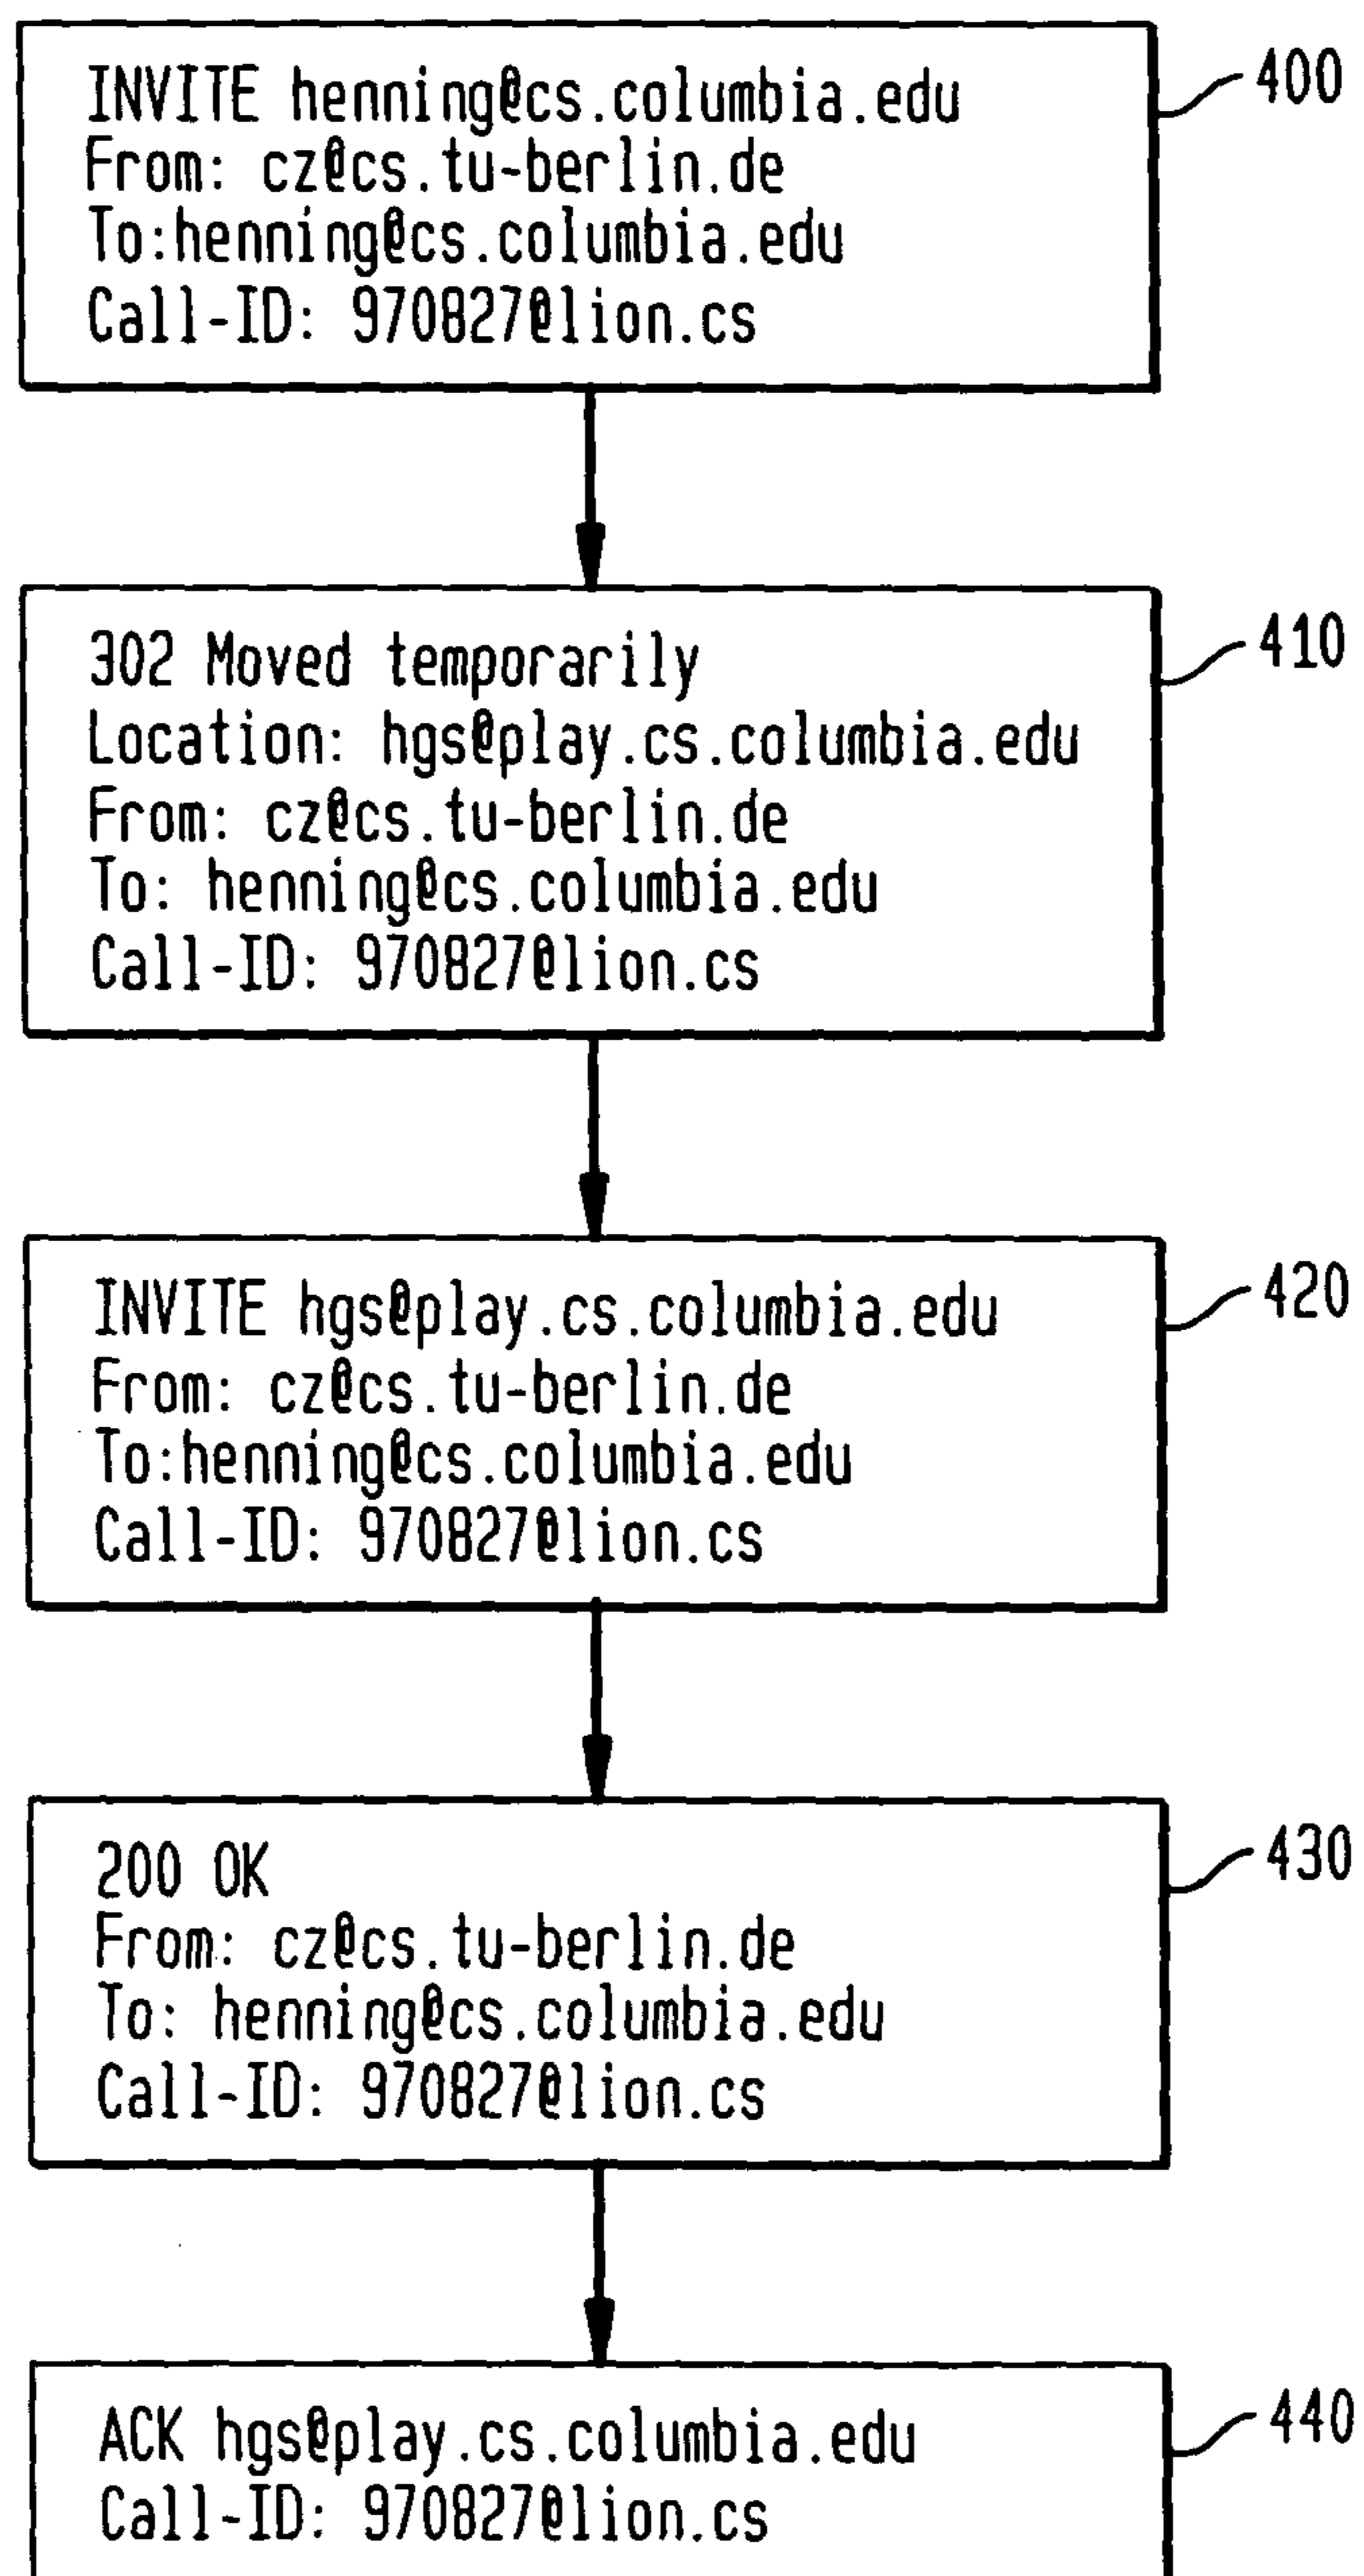 INVITE henning@cs.columbia.edu
From: cz@cs.tu-berlin.de
To:henning@cs.columbia.edu
Call-ID: 970827@lion.cs
400
302 Moved temporarily
Location: hgs@play.cs.columbia.edu
From: cz@cs.tu-berlin.de
To: henning@cs.columbia.edu
Call-ID: 970827@lion.cs
410
INVITE hgs@play.cs.columbia.edu
From: cz@cs.tu-berlin.de
To:henning@cs.columbia.edu
Call-ID: 970827@lion.cs
420
200 OK
From: cz@cs.tu-berlin.de
To: henning@cs.columbia.edu
Call-ID: 970827@lion.cs
430
ACK hgs@play.cs.columbia.edu
Call-ID: 970827@lion.cs
440